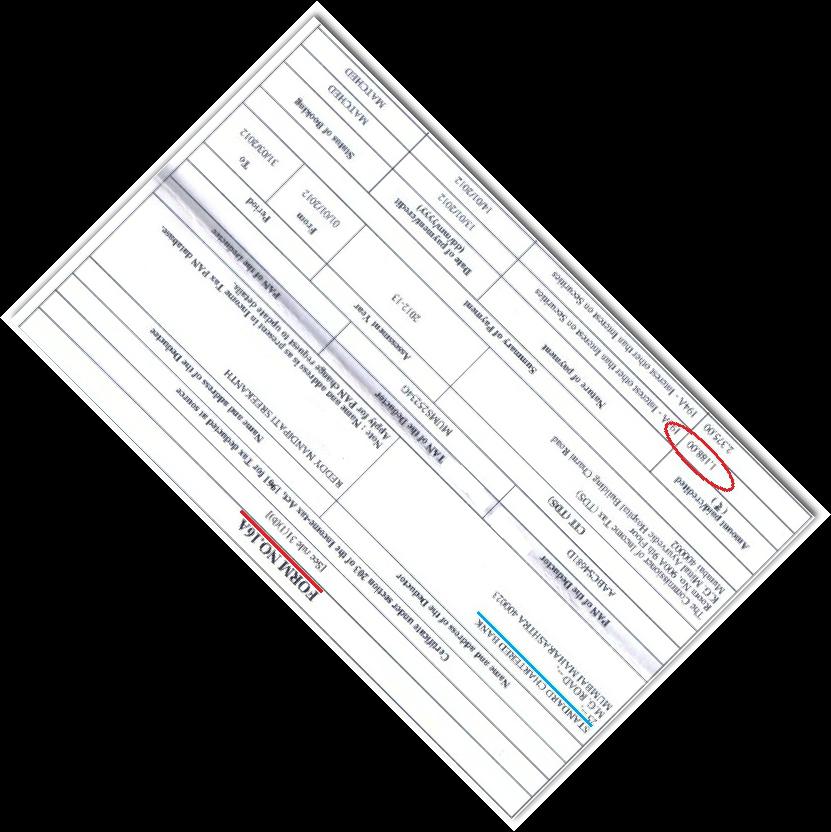 FORM NO.16A
[See rule 31(1)(b)]
Certificate under section 203 of the Income-tax Act, 1961 for Tax deducted at source
Name and address of the Deductor
Name and address of the Deductee
STANDARD CHARTERED BANK
25 --,
M.G. ROAD --,
MUMBAI MAHARASHTRA 400023
REDDY NANDIPATI SREEKANTH
Note : Name and address is as present in Income Tax PAN database.
Apply for PAN change request to update details.
PAN of the Deductor
TAN of the Deductor
PAN of the Deductee
AABCS4681D
MUMS25234G
CIT (TDS)
Assessment Year
Period
The Commissioner of Income Tax (TDS)
Room No. 900A 9th Floor
K.G. Mittal Ayurvedic Hospital Building Charni Road
Mumbai 400002
2012-13
From
To
01/01/2012
31/03/2012
Summary of Payment
Amount paid/credited
( ₹ )
Nature of payment
Date of payment/credit
(dd/mm/yyyy)
Status of Booking
1,188.00
194A - Interest other than Interest on Securities
13/01/2012
MATCHED
2,375.00
194A - Interest other than Interest on Securities
14/01/2012
MATCHED